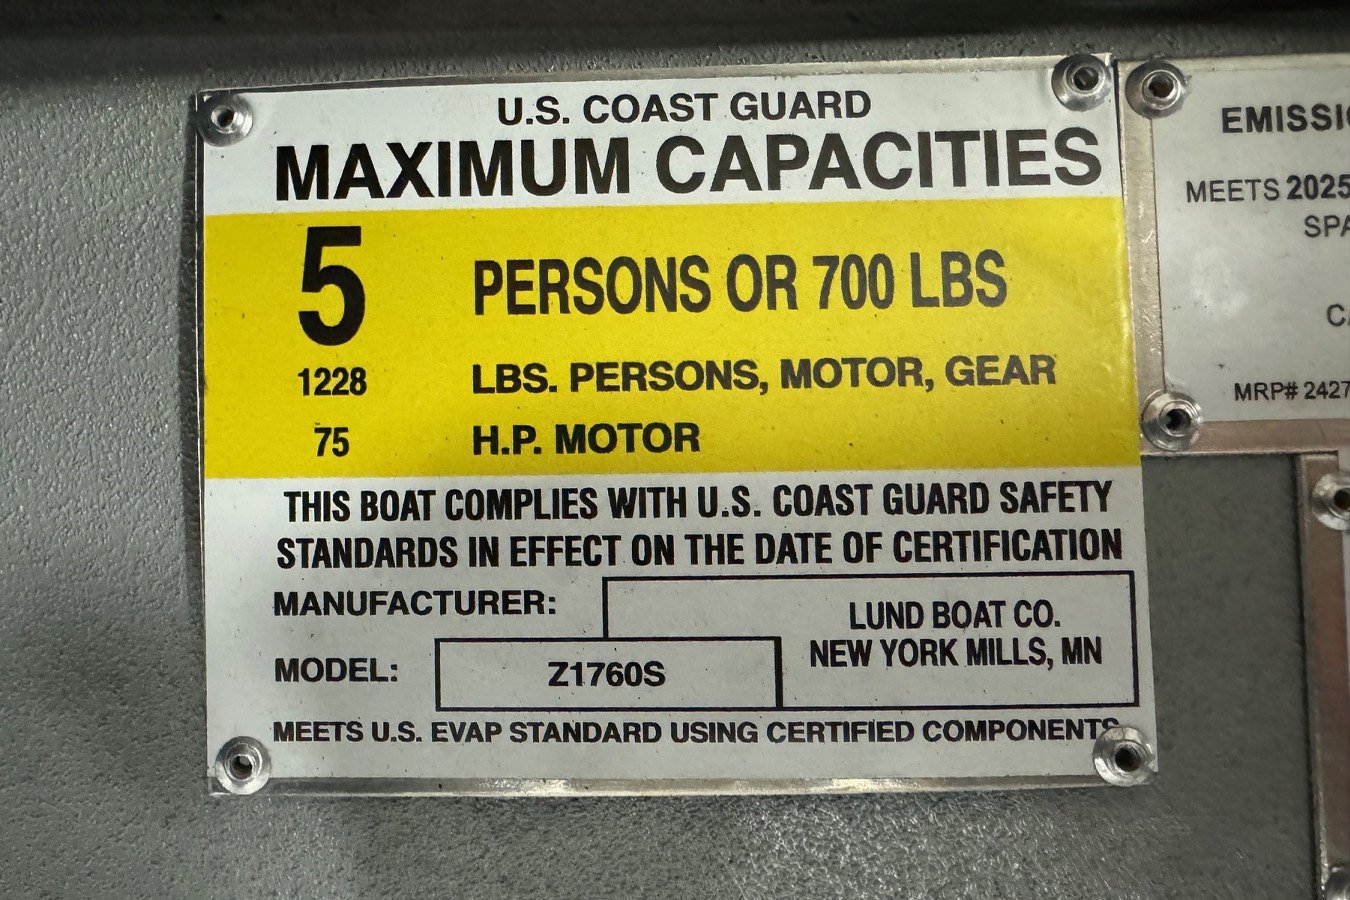 U.S. COAST GUARD
MAXIMUM CAPACITIES
5 PERSONS OR 700 LBS
1228 LBS. PERSONS, MOTOR, GEAR
75 H.P. MOTOR
THIS BOAT COMPLIES WITH U.S. COAST GUARD SAFETY
STANDARDS IN EFFECT ON THE DATE OF CERTIFICATION
MANUFACTURER:
LUND BOAT CO.
NEW YORK MILLS, MN
MODEL: Z1760S
MEETS U.S. EVAP STANDARD USING CERTIFIED COMPONENTS
MEETS 2025
MRP# 2427